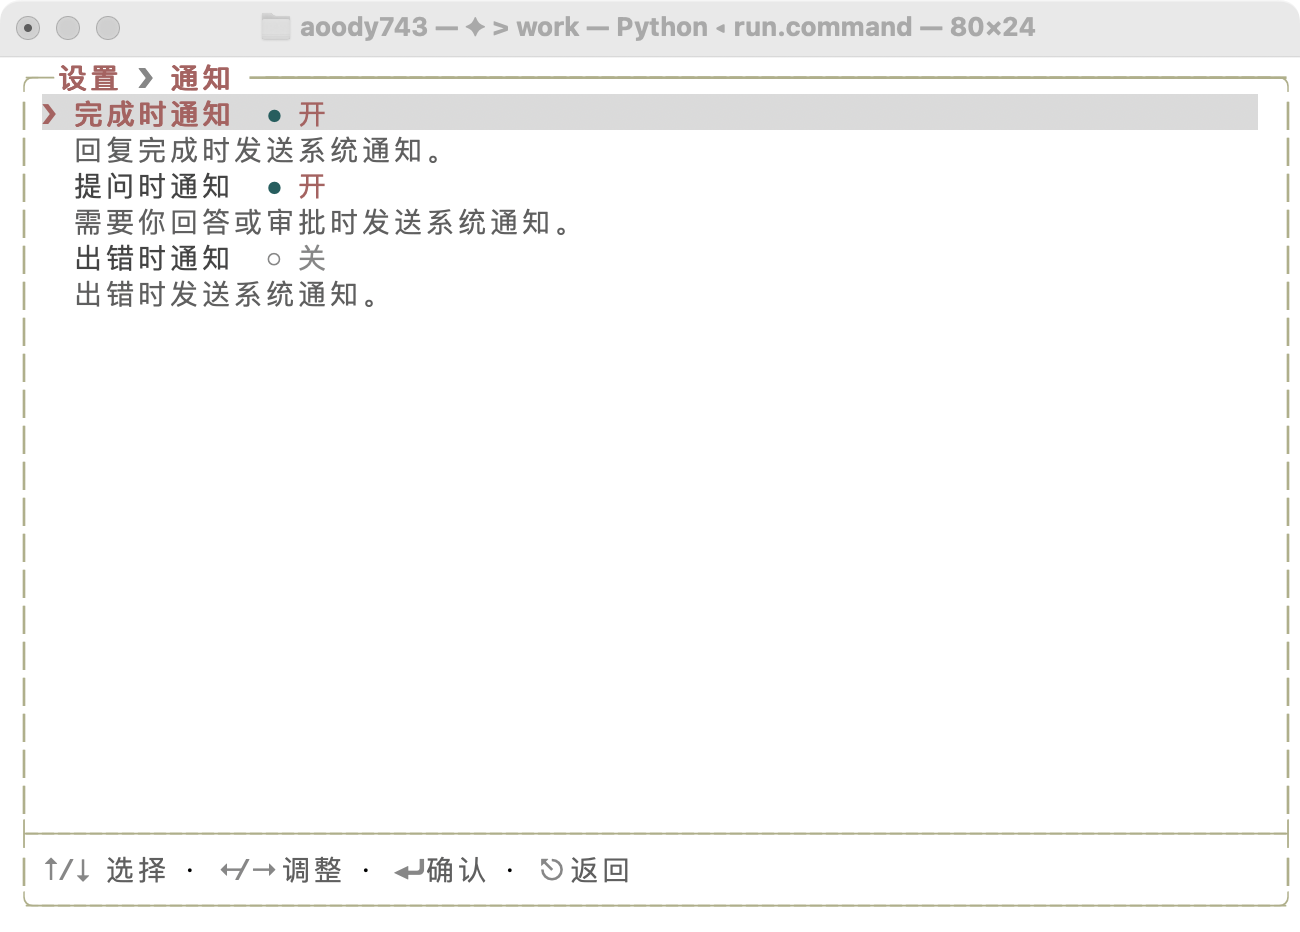 aoody743 — ✦ > work — Python ◂ run.command — 80×24
设置 ❯ 通知
❯ 完成时通知 ● 开
回复完成时发送系统通知。
提问时通知 ● 开
需要你回答或审批时发送系统通知。
出错时通知 ○ 关
出错时发送系统通知。
↑/↓ 选择 · ←/→ 调整 · ↵确认 · ⎋返回